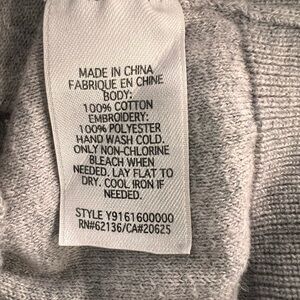 MADE IN CHINA
FABRIQUE EN CHINE
BODY:
100% COTTON
EMBROIDERY:
100% POLYESTER
HAND WASH COLD.
ONLY NON-CHLORINE
BLEACH WHEN
NEEDED. LAY FLAT TO
DRY. COOL IRON IF
NEEDED.
STYLE Y9161600000
RN#62136/CA#20625